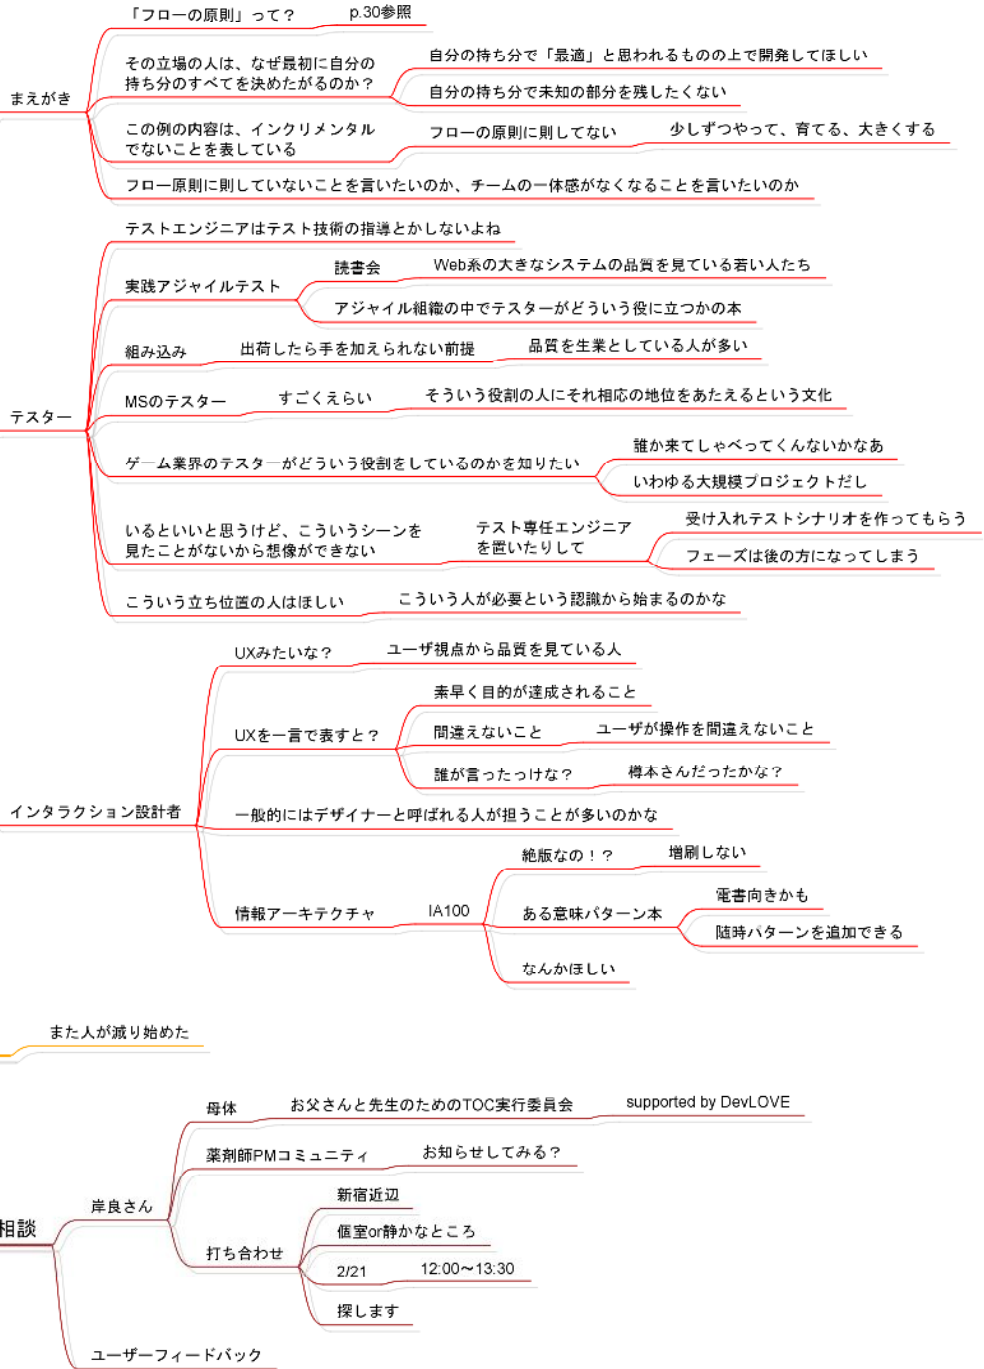 まえがき
「フローの原則」って？
p.30参照
その立場の人は、なぜ最初に自分の
持ち分のすべてを決めたがるのか？
自分の持ち分で「最適」と思われるものの上で開発してほしい
自分の持ち分で未知の部分を残したくない
この例の内容は、インクリメンタル
でないことを表している
フローの原則に則してない
少しずつやって、育てる、大きくする
フロー原則に則していないことを言いたいのか、チームの一体感がなくなることを言いたいのか
テスター
テストエンジニアはテスト技術の指導とかしないよね
実践アジャイルテスト
読書会
Web系の大きなシステムの品質を見ている若い人たち
アジャイル組織の中でテスターがどういう役に立つかの本
組み込み
出荷したら手を加えられない前提
品質を生業としている人が多い
MSのテスター
すごくえらい
そういう役割の人にそれ相応の地位をあたえるという文化
ゲーム業界のテスターがどういう役割をしているのかを知りたい
誰か来てしゃべってくんないかなあ
いわゆる大規模プロジェクトだし
いるといいと思うけど、こういうシーンを
見たことがないから想像ができない
テスト専任エンジニア
を置いたりして
受け入れテストシナリオを作ってもらう
フェーズは後の方になってしまう
こういう立ち位置の人はほしい
こういう人が必要という認識から始まるのかな
インタラクション設計者
UXみたいな？
ユーザ視点から品質を見ている人
UXを一言で表すと？
素早く目的が達成されること
間違えないこと
ユーザが操作を間違えないこと
誰が言ったっけな？
樽本さんだったかな？
一般的にはデザイナーと呼ばれる人が担うことが多いのかな
情報アーキテクチャ
IA100
絶版なの！？
増刷しない
ある意味パターン本
電書向きかも
随時パターンを追加できる
なんかほしい
また人が減り始めた
相談
岸良さん
母体
お父さんと先生のためのTOC実行委員会
supported by DevLOVE
薬剤師PMコミュニティ
お知らせしてみる？
打ち合わせ
新宿近辺
個室or静かなところ
2/21
12:00～13:30
探します
ユーザーフィードバック